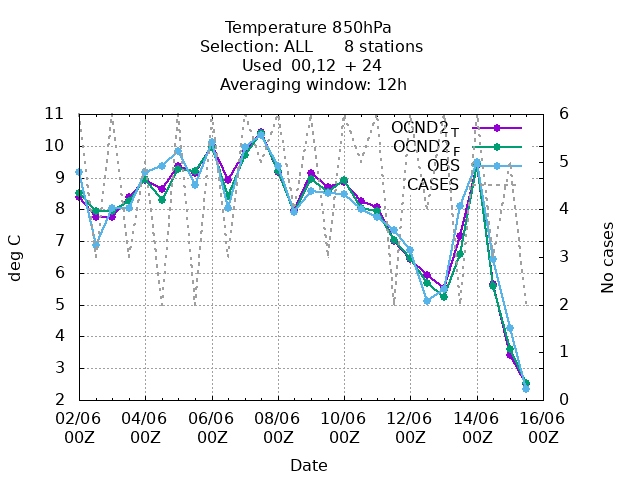 Temperature 850hPa
Selection: ALL 8 stations
Used 00,12 + 24
Averaging window: 12h
11
10
9
8
7
6
5
4
3
2
6
5
4
3
2
1
0
OCND2_T
OCND2_F
OBS
CASES
deg C
No cases
02/06 04/06 06/06 08/06 10/06 12/06 14/06 16/06
00Z 00Z 00Z 00Z 00Z 00Z 00Z 00Z
Date